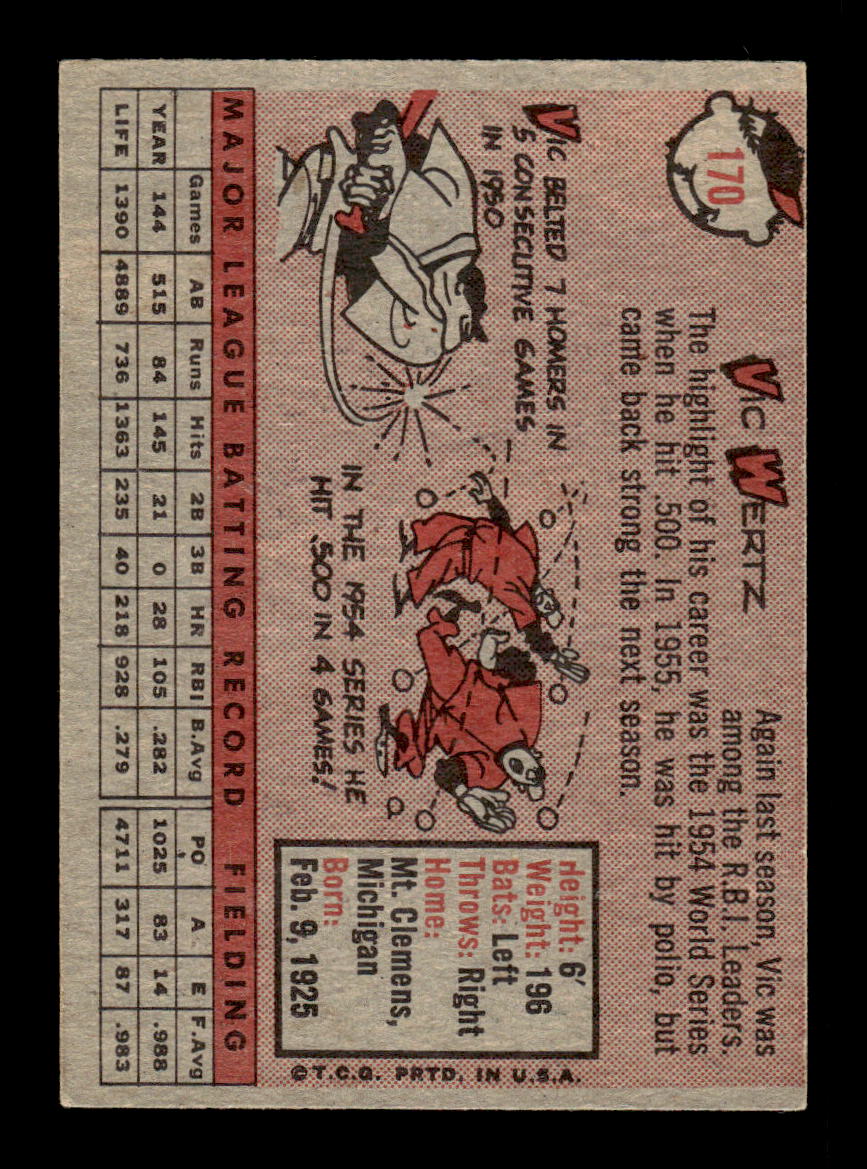 170
VIC WERTZ
Again last season, Vic was
among the R.B.I. Leaders.
The highlight of his career was the 1954 World Series
when he hit .500. In 1955, he was hit by polio, but
came back strong the next season.
VIC BELTED 7 HOMERS IN
5 CONSECUTIVE GAMES
IN 1950
IN THE 1954 SERIES HE
HIT .500 IN 4 GAMES!
Height: 6'
Weight: 196
Bats: Left
Throws: Right
Home:
Mt. Clemens,
Michigan
Born:
Feb. 9, 1925
© T.C.G. PRTD. IN U.S.A.
MAJOR LEAGUE BATTING RECORD FIELDING
Games AB Runs Hits 2B 3B HR RBI B.Avg PO A E F.Avg
YEAR 144 515 84 145 21 0 28 105 .282 1025 83 14 .988
LIFE 1390 4889 736 1363 235 40 218 928 .279 4711 317 87 .983